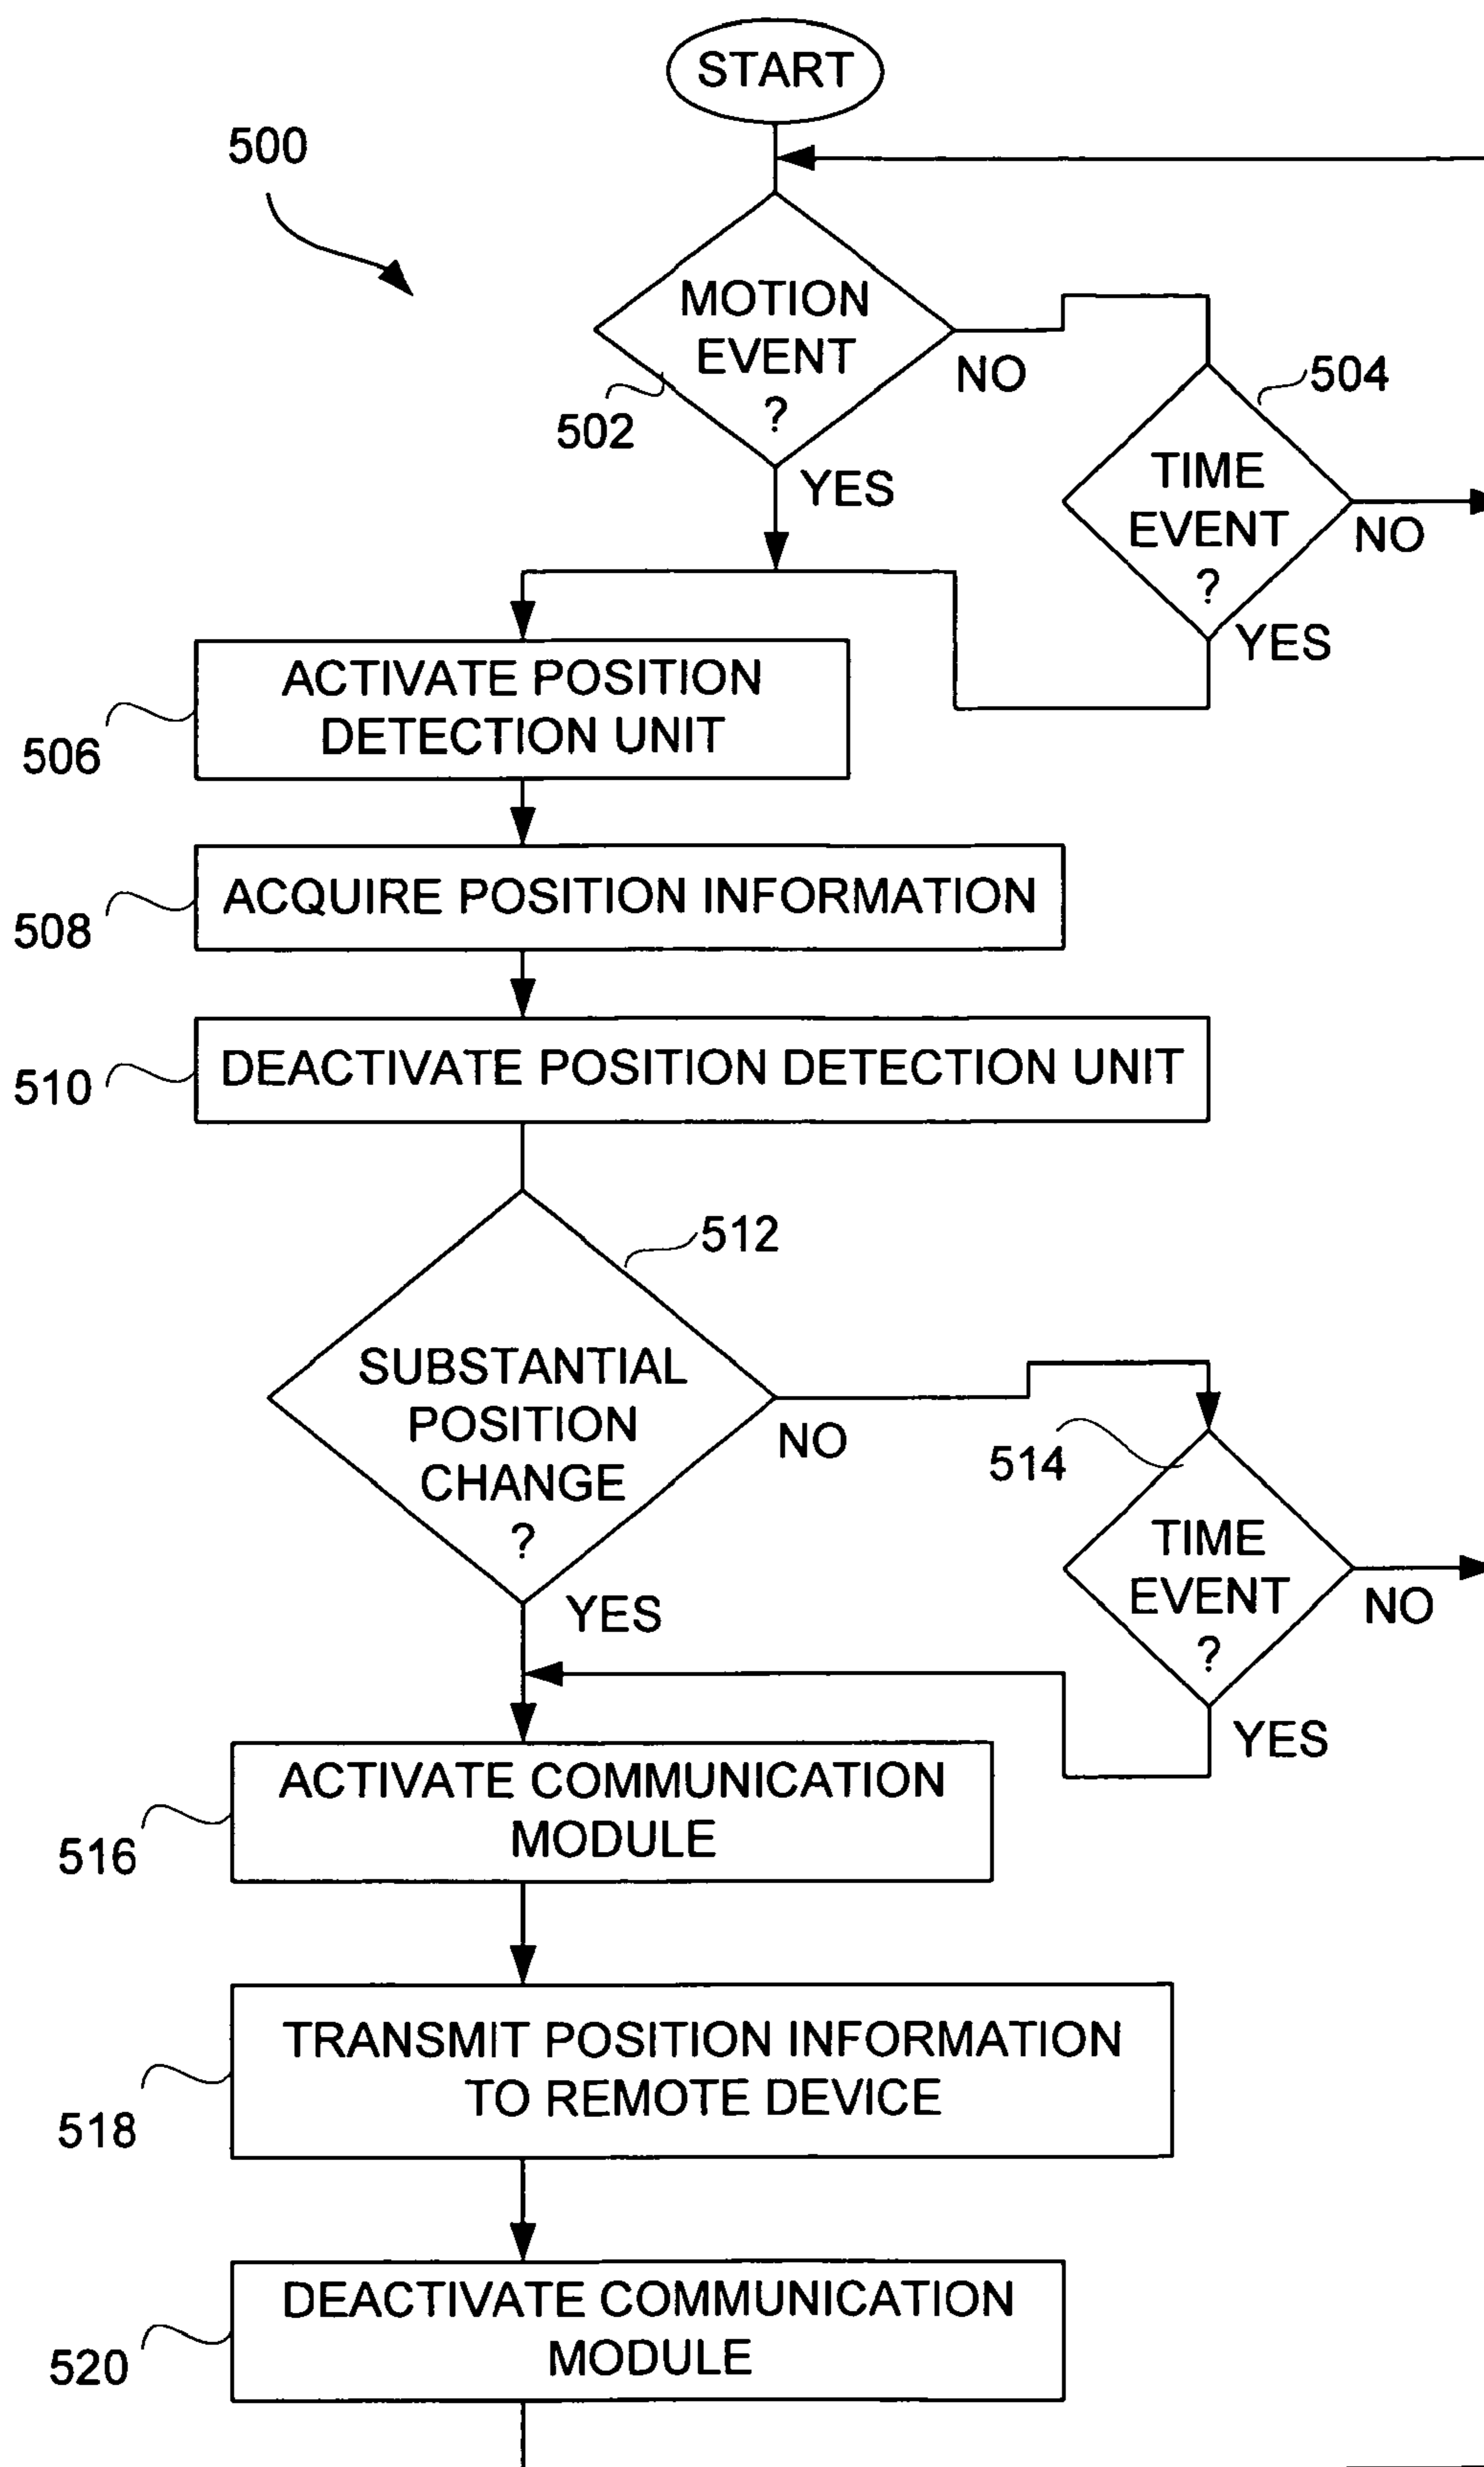 START
500
MOTION
EVENT
?
NO
502
YES
504
TIME
EVENT
?
NO
YES
ACTIVATE POSITION
DETECTION UNIT
506
ACQUIRE POSITION INFORMATION
508
DEACTIVATE POSITION DETECTION UNIT
510
512
SUBSTANTIAL
POSITION
CHANGE
?
NO
YES
514
TIME
EVENT
?
NO
YES
ACTIVATE COMMUNICATION
MODULE
516
TRANSMIT POSITION INFORMATION
TO REMOTE DEVICE
518
DEACTIVATE COMMUNICATION
MODULE
520